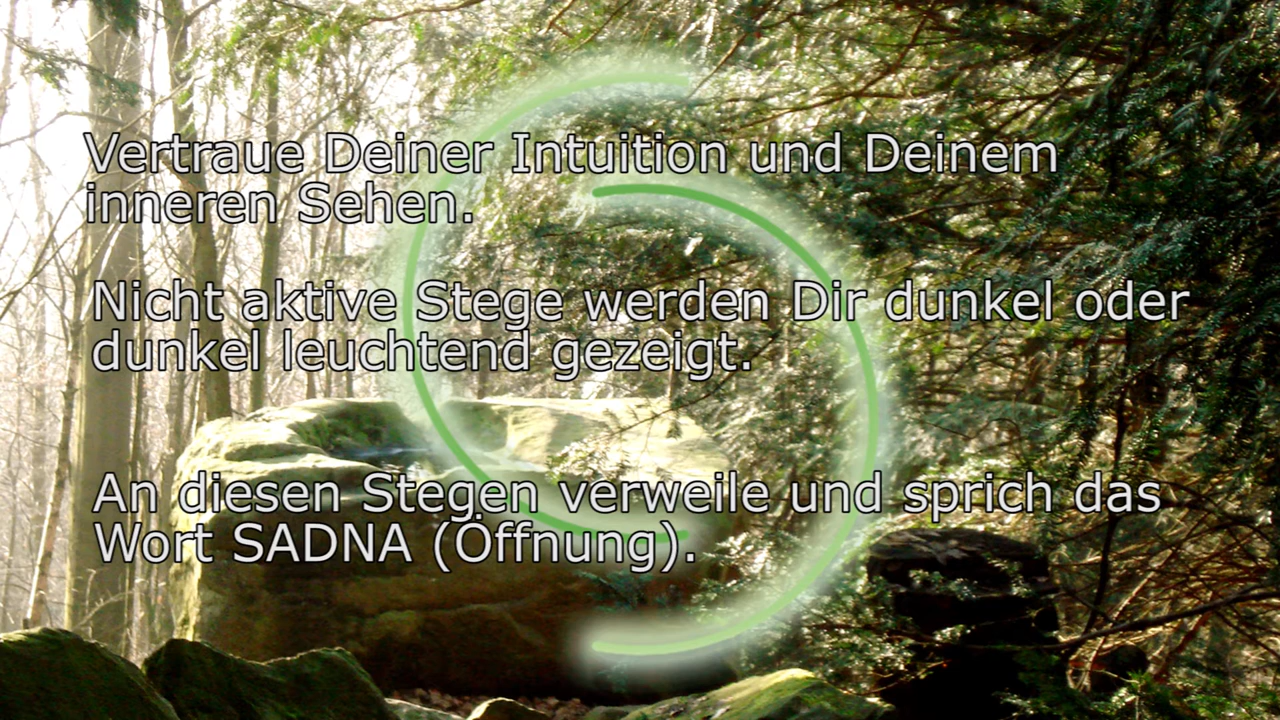 Vertraue Deiner Intuition und Deinem
inneren Sehen.
Nicht aktive Stege werden Dir dunkel oder
dunkel leuchtend gezeigt.
An diesen Stegen verweile und sprich das
Wort SADNA (Öffnung).